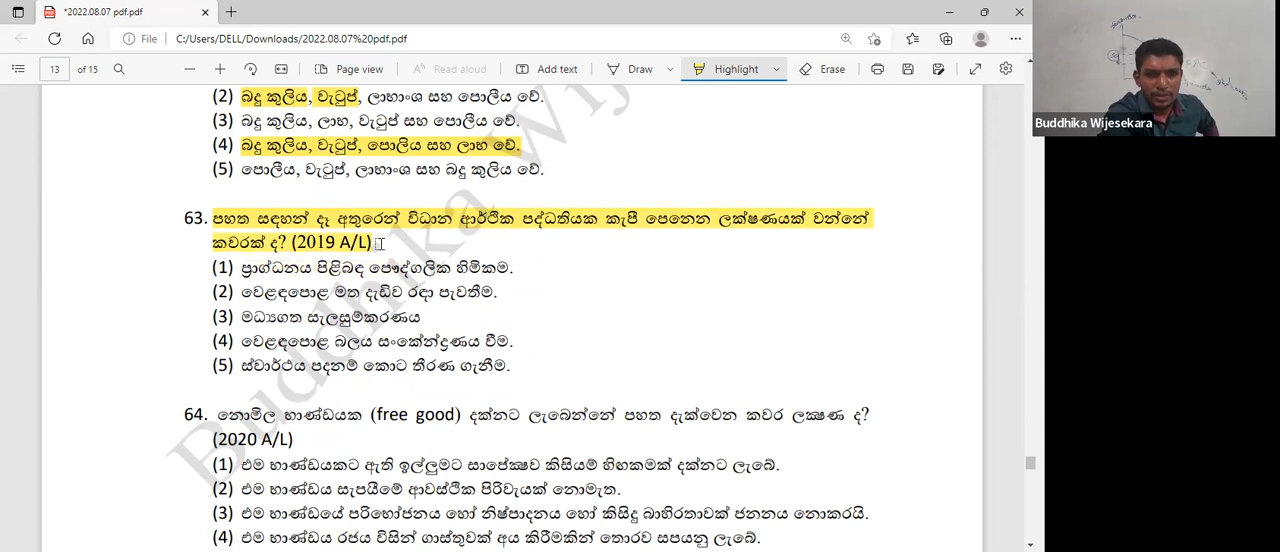 *2022.08.07 pdf.pdf
File C:/Users/DELL/Downloads/2022.08.07%20pdf.pdf
13 of 15 Page view Read aloud Add text Draw Highlight Erase
Buddhika Wijesekara
(2) බදු කුලිය, වැටුප්, ලාභාංශ සහ පොලීය වේ.
(3) බදු කුලිය, ලාභ, වැටුප් සහ පොලීය වේ.
(4) බදු කුලිය, වැටුප්, පොලිය සහ ලාභ වේ.
(5) පොලීය, වැටුප්, ලාභාංශ සහ බදු කුලිය වේ.
63. පහත සඳහන් දෑ අතුරෙන් විධාන ආර්ථික පද්ධතියක කැපී පෙනෙන ලක්ෂණයක් වන්නේ
කවරක් ද? (2019 A/L)
(1) ප්‍රාග්ධනය පිළිබඳ පෞද්ගලික හිමිකම.
(2) වෙළඳපොළ මත දැඩිව රඳා පැවතීම.
(3) මධ්‍යගත සැලසුම්කරණය
(4) වෙළඳපොළ බලය සංකේන්ද්‍රණය වීම.
(5) ස්වාර්ථය පදනම් කොට තීරණ ගැනීම.
64. නොමිල භාණ්ඩයක (free good) දක්නට ලැබෙන්නේ පහත දැක්වෙන කවර ලක්‍ෂණ ද?
(2020 A/L)
(1) එම භාණ්ඩයකට ඇති ඉල්ලුමට සාපේක්‍ෂව කිසියම් හිඟකමක් දක්නට ලැබේ.
(2) එම භාණ්ඩය සැපයීමේ ආවස්ථික පිරිවැයක් නොමැත.
(3) එම භාණ්ඩයේ පරිභෝජනය හෝ නිෂ්පාදනය හෝ කිසිදු බාහිරතාවක් ජනනය නොකරයි.
(4) එම භාණ්ඩය රජය විසින් ගාස්තුවක් අය කිරීමකින් තොරව සපයනු ලැබේ.
Buddhika Wij